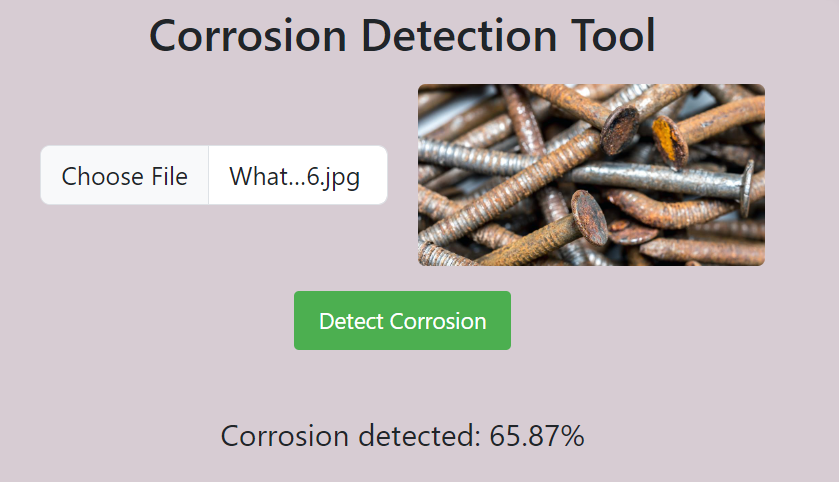 Corrosion Detection Tool
Choose File What...6.jpg
Detect Corrosion
Corrosion detected: 65.87%